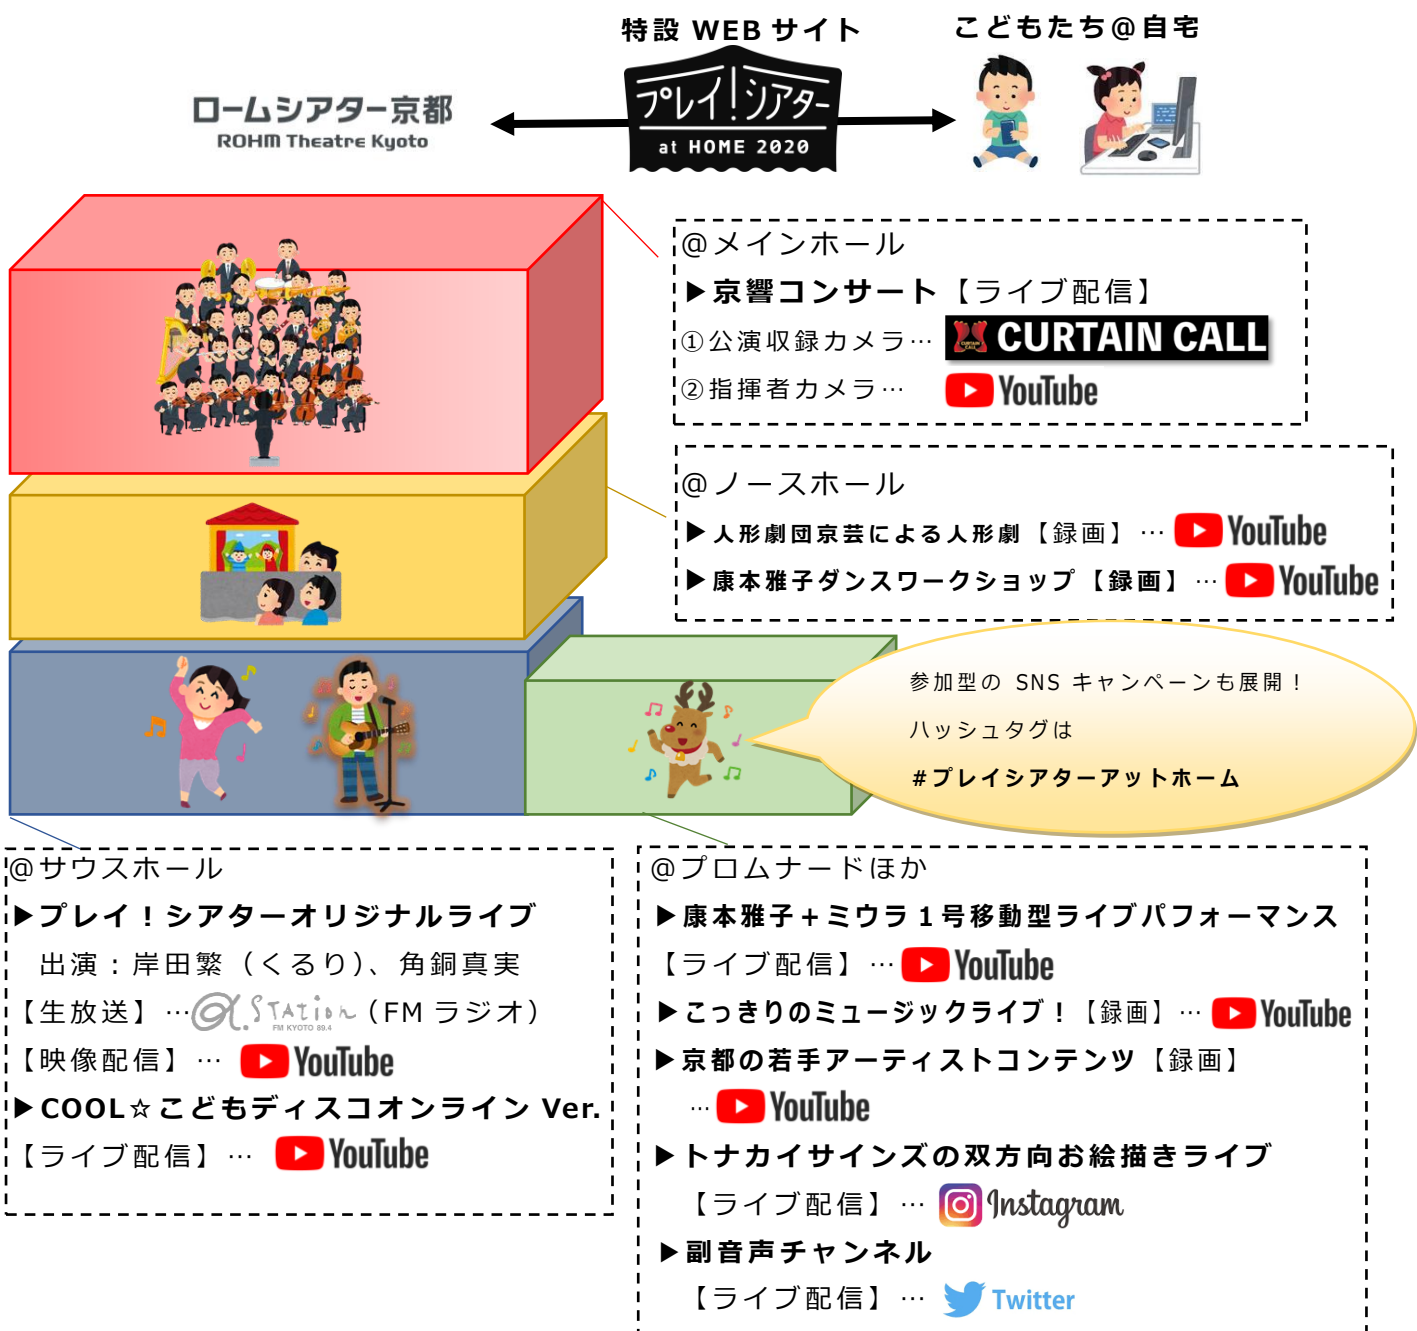 特設 WEB サイト
こどもたち@自宅
ロームシアター京都
ROHM Theatre Kyoto
プレイ!シアター
at HOME 2020
@メインホール
▶京響コンサート【ライブ配信】
①公演収録カメラ… CURTAIN CALL CURTAIN CALL
②指揮者カメラ… YouTube
@ノースホール
▶人形劇団京芸による人形劇【録画】… YouTube
▶康本雅子ダンスワークショップ【録画】… YouTube
参加型の SNS キャンペーンも展開!
ハッシュタグは
#プレイシアターアットホーム
@サウスホール
▶プレイ!シアターオリジナルライブ
出演:岸田繁(くるり)、角銅真実
【生放送】…α.STATION FM KYOTO 89.4(FM ラジオ)
【映像配信】… YouTube
▶COOL☆こどもディスコオンライン Ver.
【ライブ配信】… YouTube
@プロムナードほか
▶康本雅子+ミウラ1号移動型ライブパフォーマンス
【ライブ配信】… YouTube
▶こっきりのミュージックライブ!【録画】… YouTube
▶京都の若手アーティストコンテンツ【録画】
… YouTube
▶トナカイサインズの双方向お絵描きライブ
【ライブ配信】… Instagram
▶副音声チャンネル
【ライブ配信】… Twitter